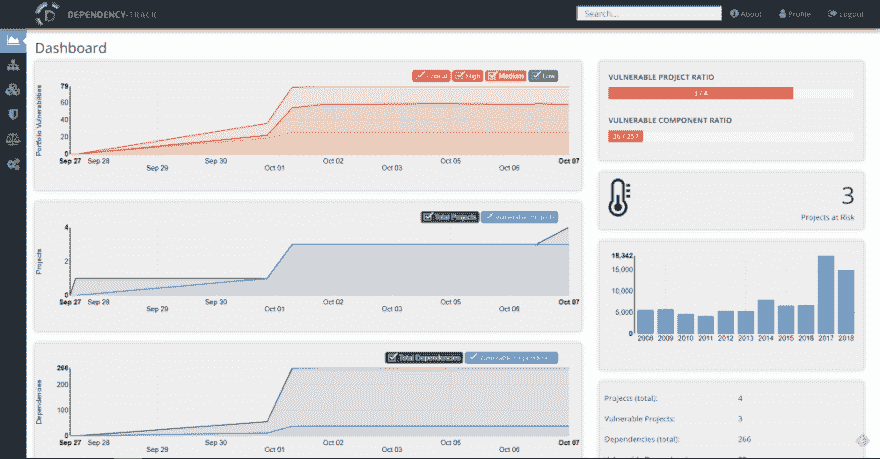 DEPENDENCY-TRACK
Search...
About
Profile
Logout
Dashboard
High
Medium
Low
Portfolio Vulnerabilities
79
60
40
20
0
Sep 27
Sep 28
Sep 29
Sep 30
Oct 01
Oct 02
Oct 03
Oct 05
Oct 06
Oct 07
Total Projects
Vulnerable Projects
Projects
4
2
0
Sep 27
Sep 28
Sep 29
Sep 30
Oct 01
Oct 02
Oct 03
Oct 05
Oct 06
Oct 07
Total Dependencies
Dependencies
266
200
100
0
Sep 27
Sep 28
Sep 29
Sep 30
Oct 01
Oct 02
Oct 03
Oct 05
Oct 06
Oct 07
VULNERABLE PROJECT RATIO
3 / 4
VULNERABLE COMPONENT RATIO
3
Projects at Risk
18,342
15,000
10,000
5,000
0
2008 2009 2010 2011 2012 2013 2014 2015 2016 2017 2018
Projects (total): 4
Vulnerable Projects: 3
Dependencies (total): 266